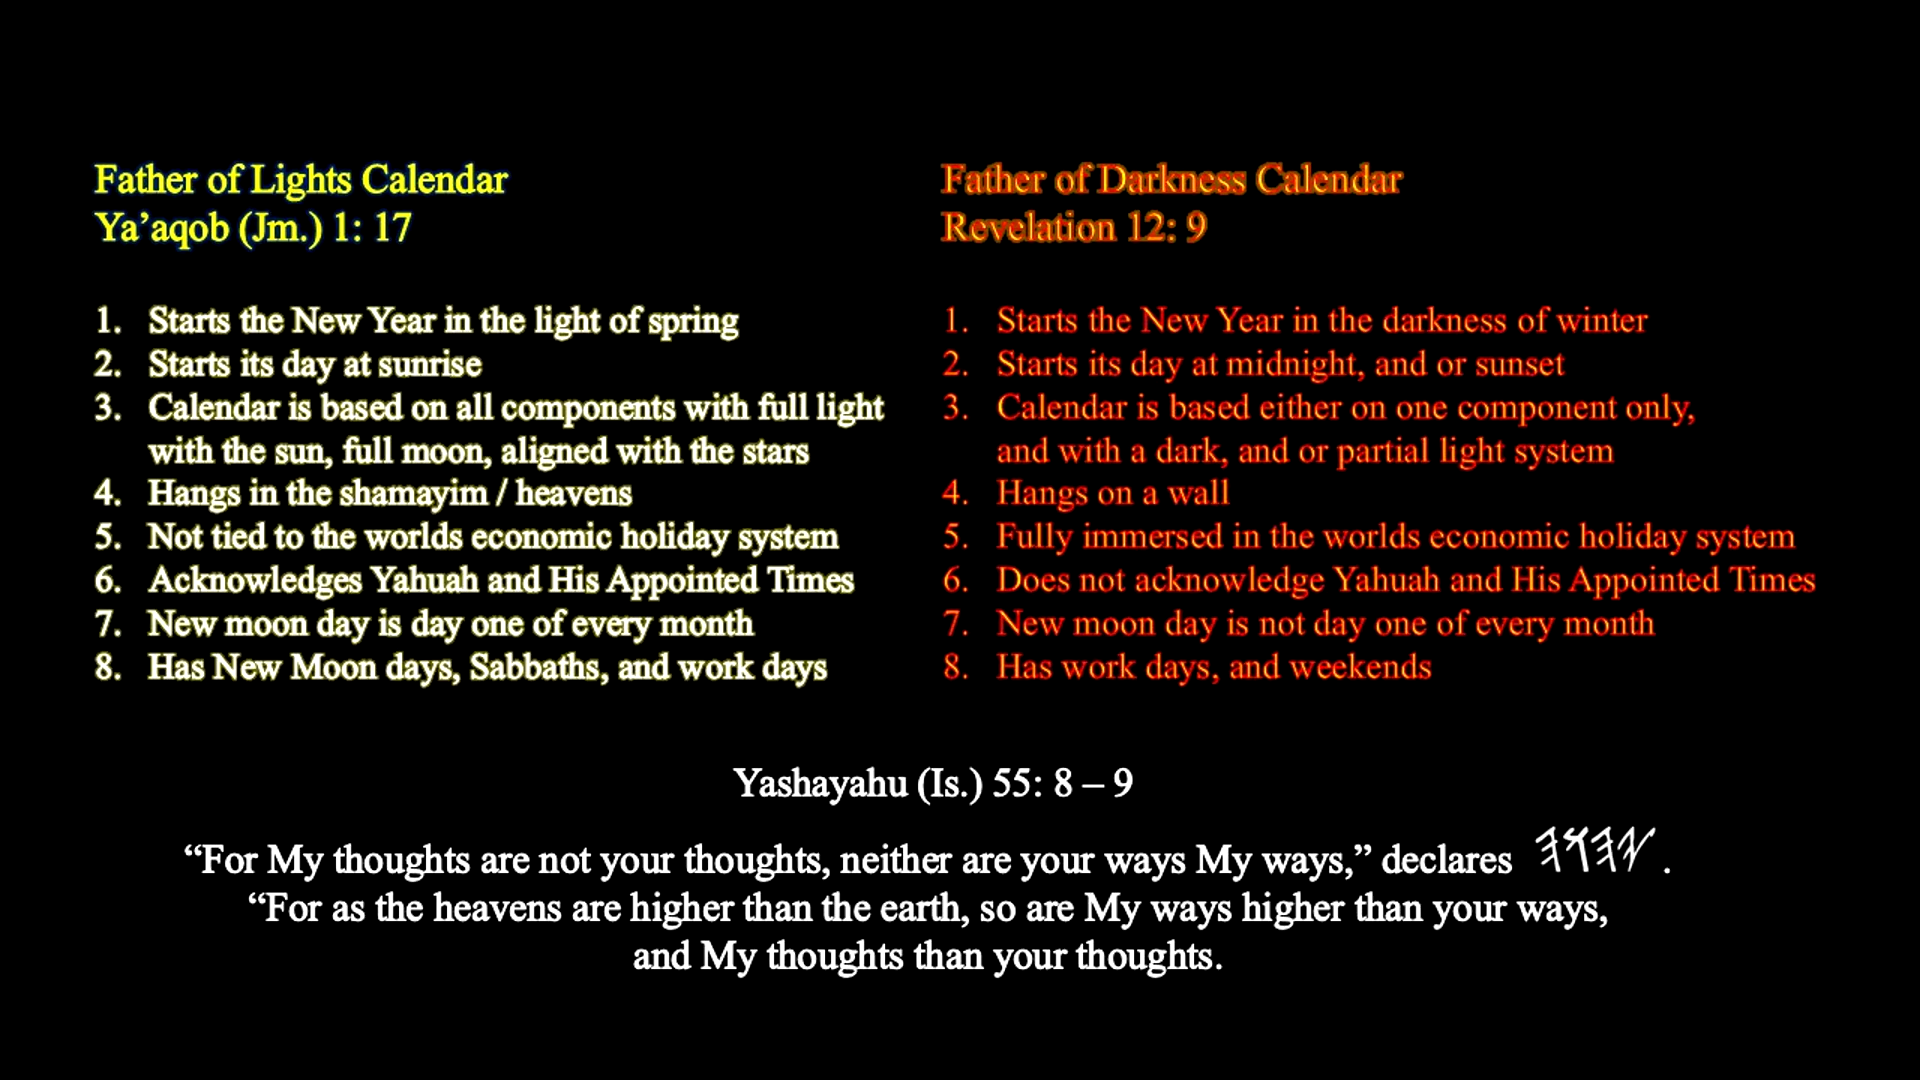 Father of Lights Calendar
Ya’aqob (Jm.) 1: 17
1. Starts the New Year in the light of spring
2. Starts its day at sunrise
3. Calendar is based on all components with full light
with the sun, full moon, aligned with the stars
4. Hangs in the shamayim / heavens
5. Not tied to the worlds economic holiday system
6. Acknowledges Yahuah and His Appointed Times
7. New moon day is day one of every month
8. Has New Moon days, Sabbaths, and work days
Father of Darkness Calendar
Revelation 12: 9
1. Starts the New Year in the darkness of winter
2. Starts its day at midnight, and or sunset
3. Calendar is based either on one component only,
and with a dark, and or partial light system
4. Hangs on a wall
5. Fully immersed in the worlds economic holiday system
6. Does not acknowledge Yahuah and His Appointed Times
7. New moon day is not day one of every month
8. Has work days, and weekends
Yashayahu (Is.) 55: 8 – 9
“For My thoughts are not your thoughts, neither are your ways My ways,” declares 𐤉𐤄𐤅𐤄 .
“For as the heavens are higher than the earth, so are My ways higher than your ways,
and My thoughts than your thoughts.